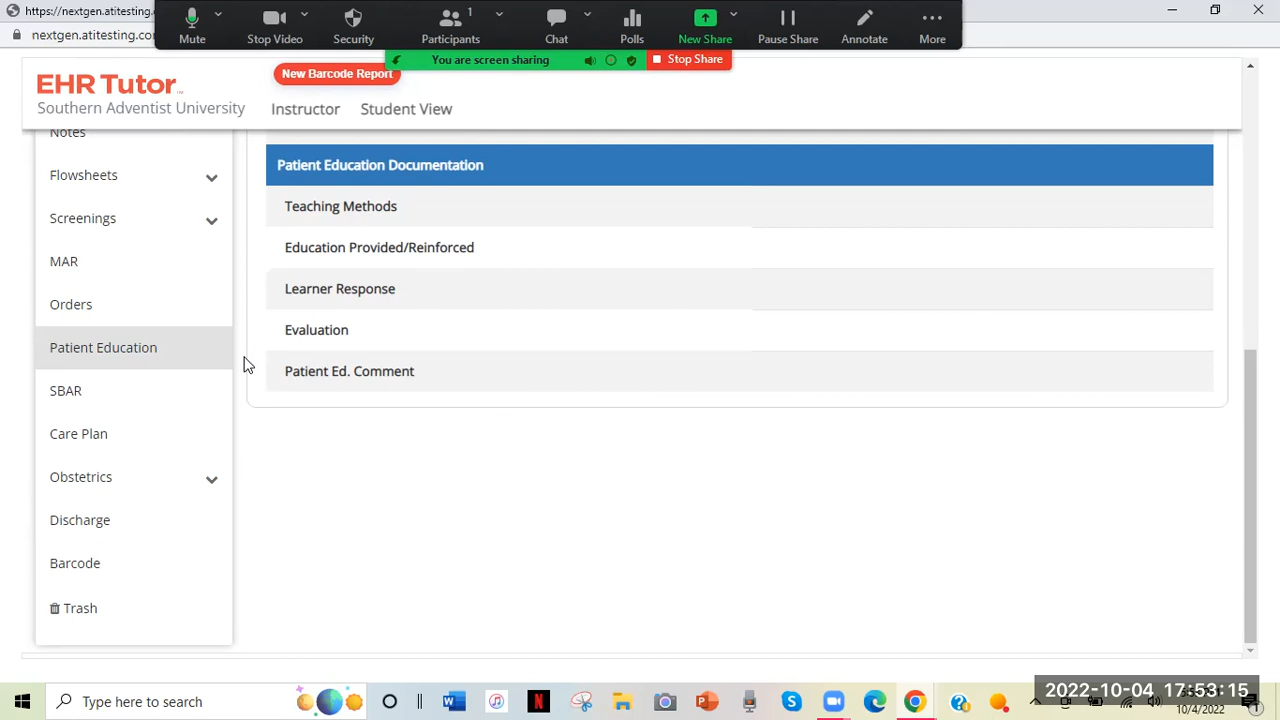 https://nextgen.atitesting.
nextgen.atitesting.co
Mute
Stop Video
Security
1
Participants
Chat
Polls
New Share
Pause Share
Annotate
More
You are screen sharing
Stop Share
EHR Tutor
Southern Adventist University
New Barcode Report
Instructor
Student View
Notes
Flowsheets
Screenings
MAR
Orders
Patient Education
SBAR
Care Plan
Obstetrics
Discharge
Barcode
Trash
Patient Education Documentation
Teaching Methods
Education Provided/Reinforced
Learner Response
Evaluation
Patient Ed. Comment
Type here to search
2022-10-04 17:53:15
10/4/2022